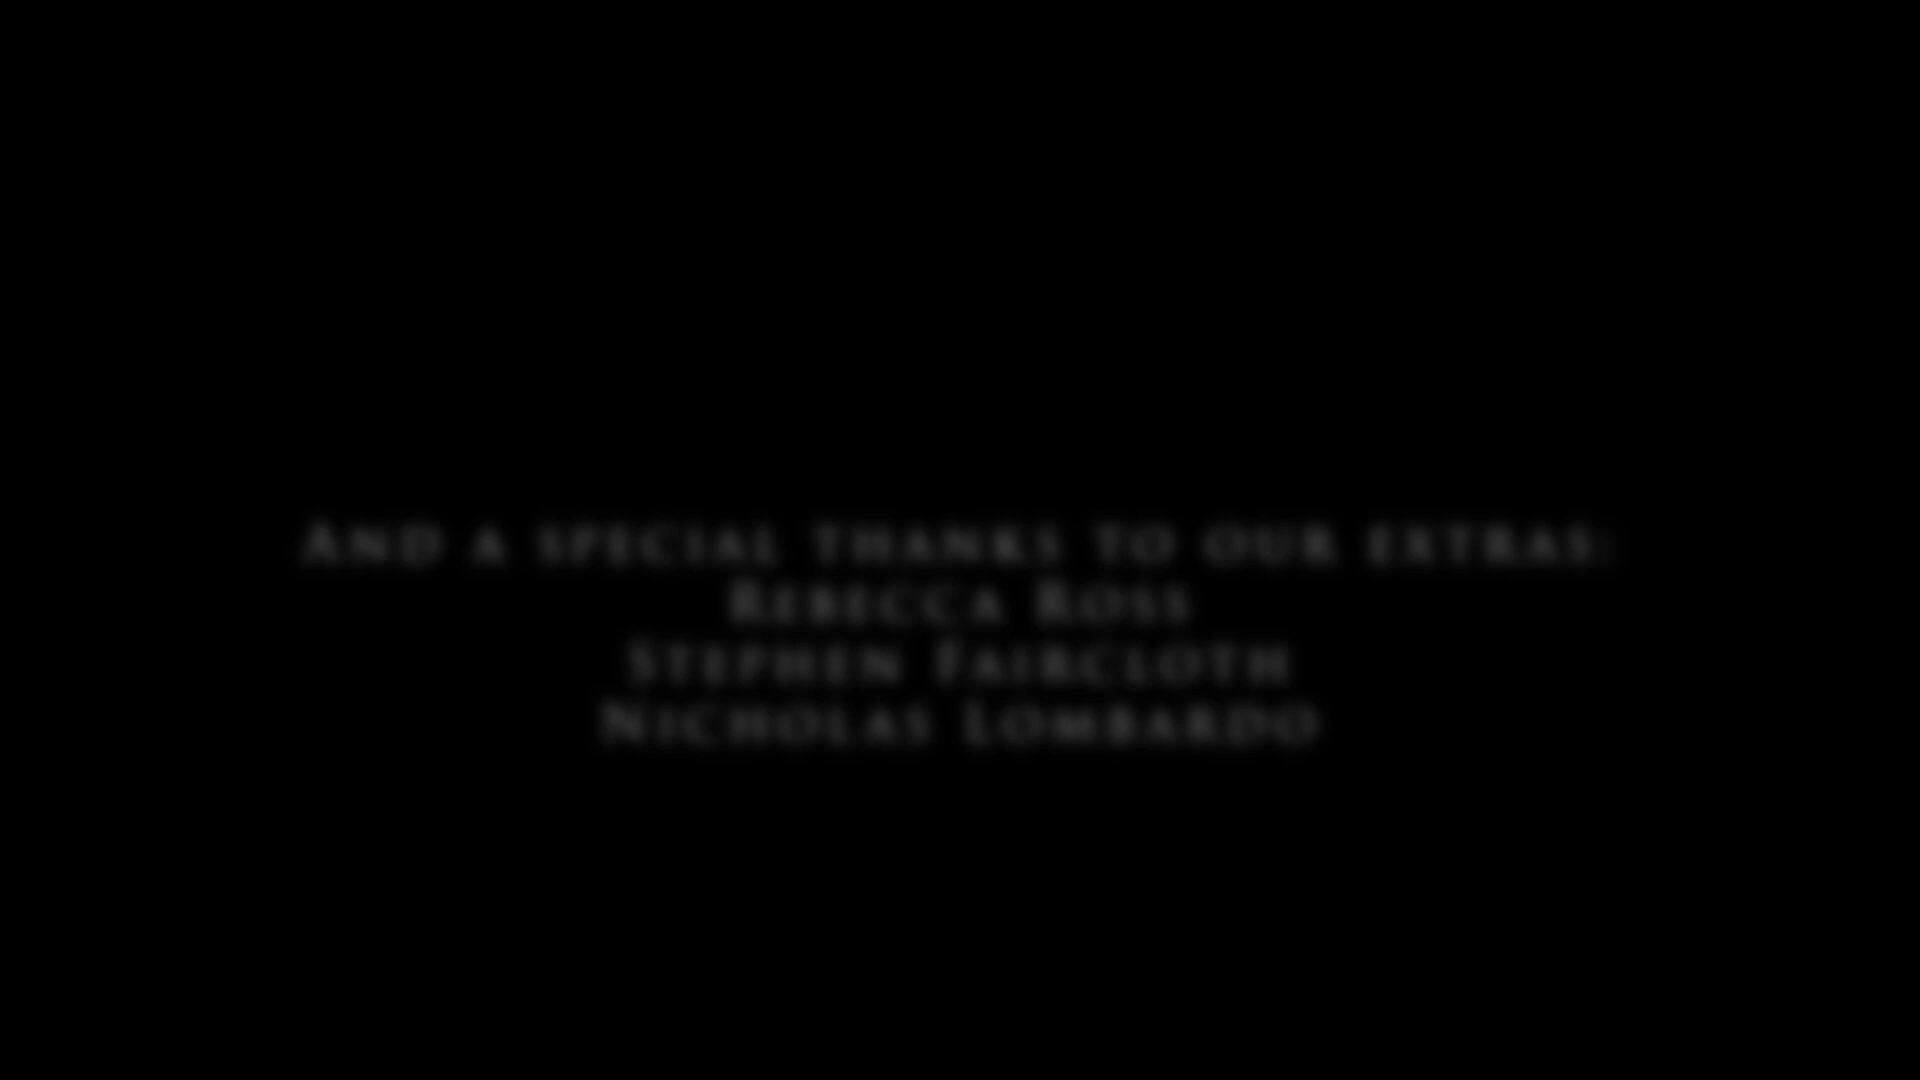 And a special thanks to our extras:
Rebecca Ross
Stephen Faircloth
Nicholas Lombardo